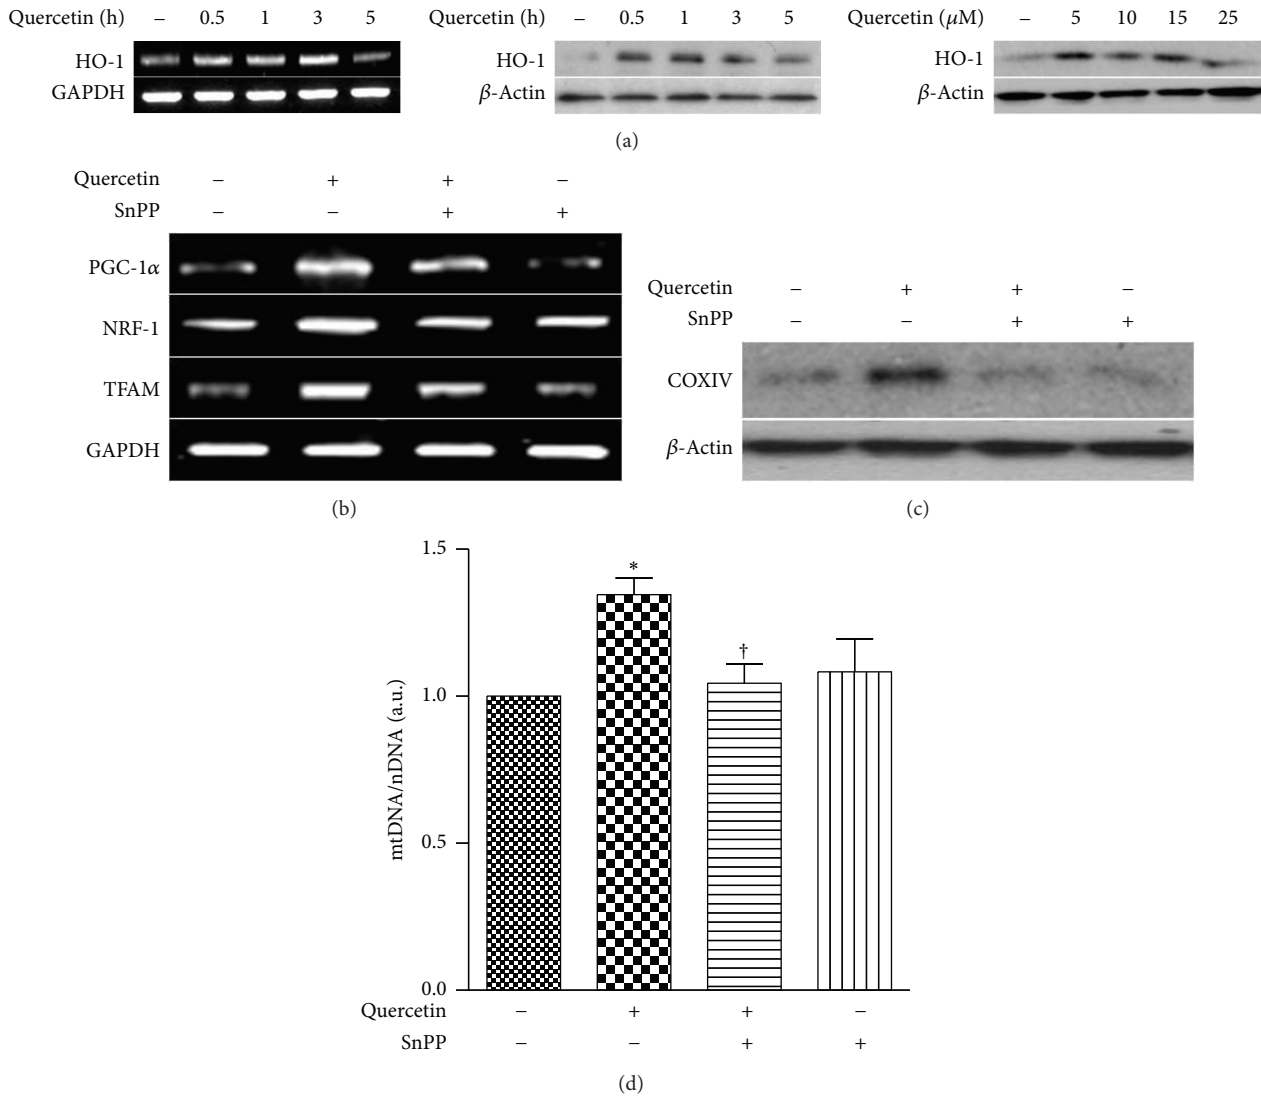 Quercetin (h) – 0.5 1 3 5
HO-1
GAPDH
Quercetin (h) – 0.5 1 3 5
HO-1
β-Actin
Quercetin (μM) – 5 10 15 25
HO-1
β-Actin
(a)
Quercetin – + + –
SnPP – – + +
PGC-1α
NRF-1
TFAM
GAPDH
(b)
Quercetin – + + –
SnPP – – + +
COXIV
β-Actin
(c)
1.5
1.0
0.5
0.0
mtDNA/nDNA (a.u.)
*
†
Quercetin – + + –
SnPP – – + +
(d)